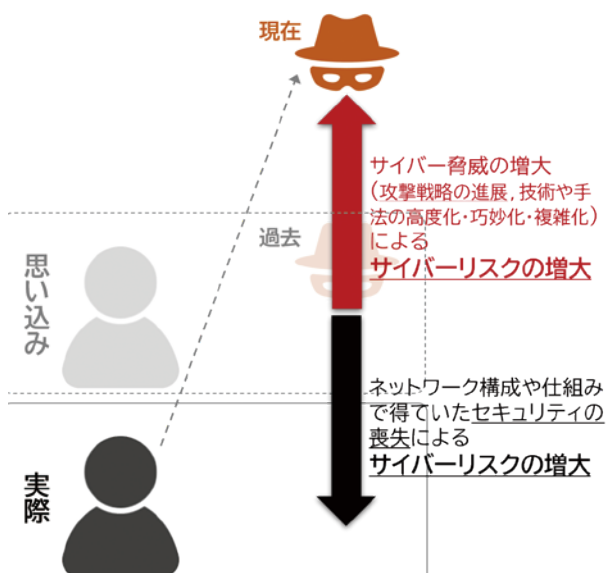 現在
サイバー脅威の増大
(攻撃戦略の進展,技術や手
法の高度化・巧妙化・複雑化)
による
サイバーリスクの増大
過去
思い込み
ネットワーク構成や仕組み
で得ていたセキュリティの
喪失による
サイバーリスクの増大
実際